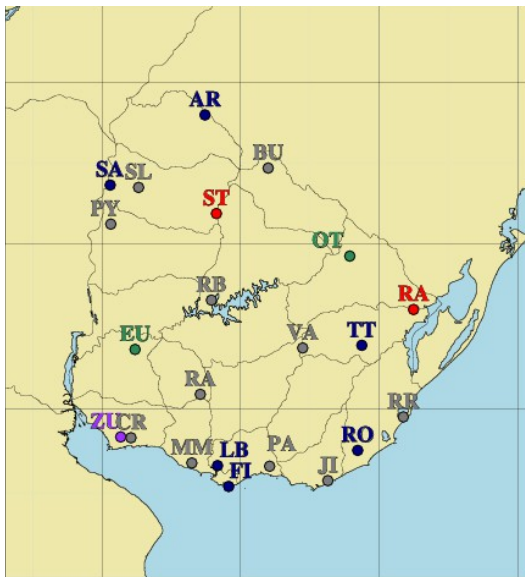 AR
BU
SA SL
ST
PY
OT
RB
RA
EU
VA TT
RA
RR
ZU CR
RO
MM LB PA
FI JI